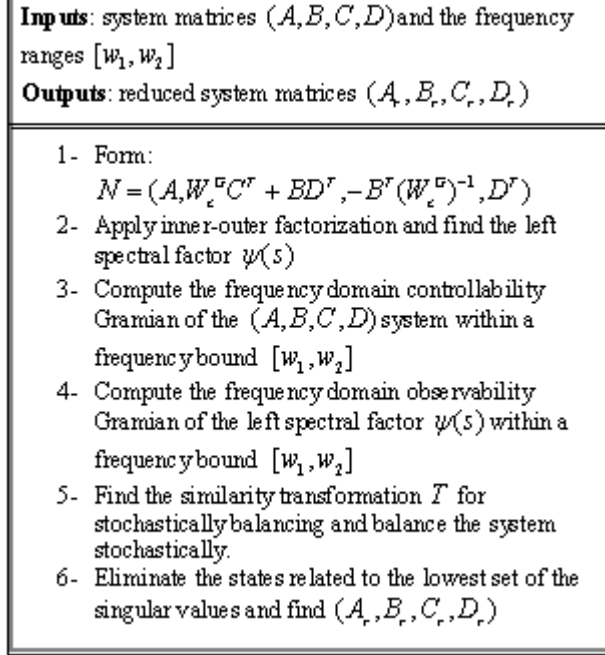 Inputs: system matrices (A,B,C,D) and the frequency
ranges [w₁,w₂]
Outputs: reduced system matrices (Aᵣ,Bᵣ,Cᵣ,Dᵣ)
1- Form:
N = (A,W_c^G C^T + BD^T,-B^T(W_c^G)^{-1},D^T)
2- Apply inner-outer factorization and find the left
spectral factor ψ(s)
3- Compute the frequency domain controllability
Gramian of the (A,B,C,D) system within a
frequency bound [w₁,w₂]
4- Compute the frequency domain observability
Gramian of the left spectral factor ψ(s) within a
frequency bound [w₁,w₂]
5- Find the similarity transformation T for
stochastically balancing and balance the system
stochastically.
6- Eliminate the states related to the lowest set of the
singular values and find (Aᵣ,Bᵣ,Cᵣ,Dᵣ)